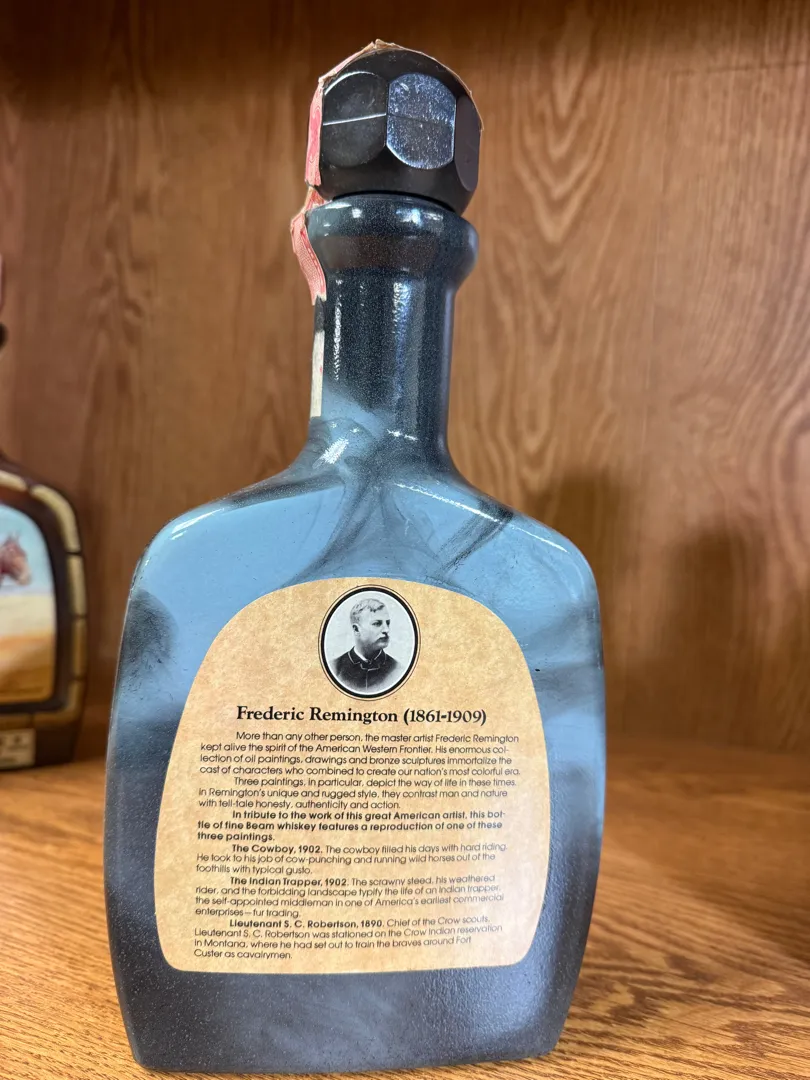 Frederic Remington (1861-1909)
More than any other person, the master artist Frederic Remington
kept alive the spirit of the American Western Frontier. His enormous col-
lection of oil paintings, drawings and bronze sculptures immortalize the
cast of characters who combined to create our nation's most colorful era.
Three paintings, in particular, depict the way of life in these times.
In Remington's unique and rugged style, they contrast man and nature
with tell-tale honesty, authenticity and action.
In tribute to the work of this great American artist, this bot-
tle of fine Beam whiskey features a reproduction of one of these
three paintings.
The Cowboy, 1902. The cowboy filled his days with hard riding.
He took to his job of cow-punching and running wild horses out of the
foothills with typical gusto.
The Indian Trapper, 1902. The scrawny steed, his weathered
rider, and the forbidding landscape typify the life of an Indian trapper,
the self-appointed middleman in one of America's earliest commercial
enterprises—fur trading.
Lieutenant S. C. Robertson, 1890. Chief of the Crow scouts,
Lieutenant S. C. Robertson was stationed on the Crow Indian reservation
in Montana, where he had set out to train the braves around Fort
Custer as cavalrymen.